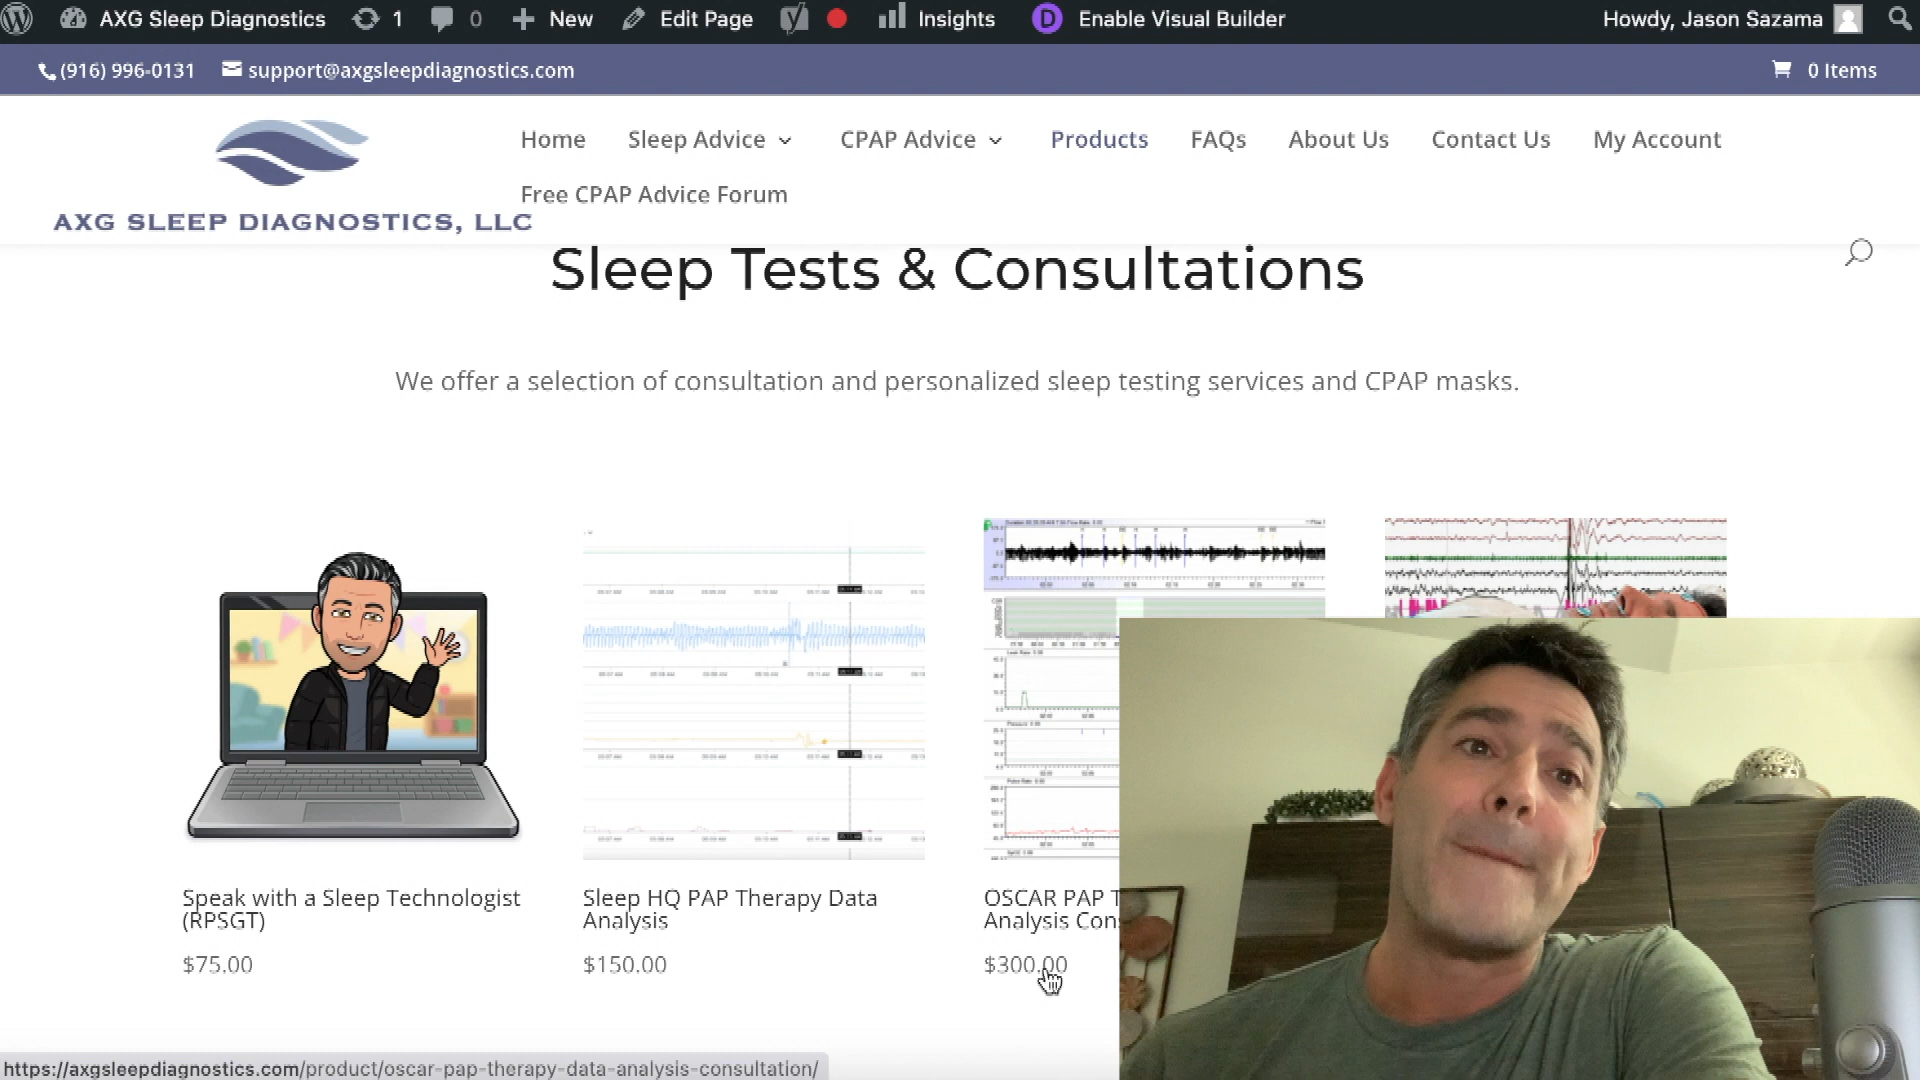 AXG Sleep Diagnostics 1 0 New Edit Page Insights Enable Visual Builder Howdy, Jason Sazama
(916) 996-0131 support@axgsleepdiagnostics.com 0 Items
Home Sleep Advice CPAP Advice Products FAQs About Us Contact Us My Account
Free CPAP Advice Forum
AXG SLEEP DIAGNOSTICS, LLC
Sleep Tests & Consultations
We offer a selection of consultation and personalized sleep testing services and CPAP masks.
Speak with a Sleep Technologist
(RPSGT)
$75.00
Sleep HQ PAP Therapy Data
Analysis
$150.00
OSCAR PAP T
Analysis Con
$300.00
https://axgsleepdiagnostics.com/product/oscar-pap-therapy-data-analysis-consultation/